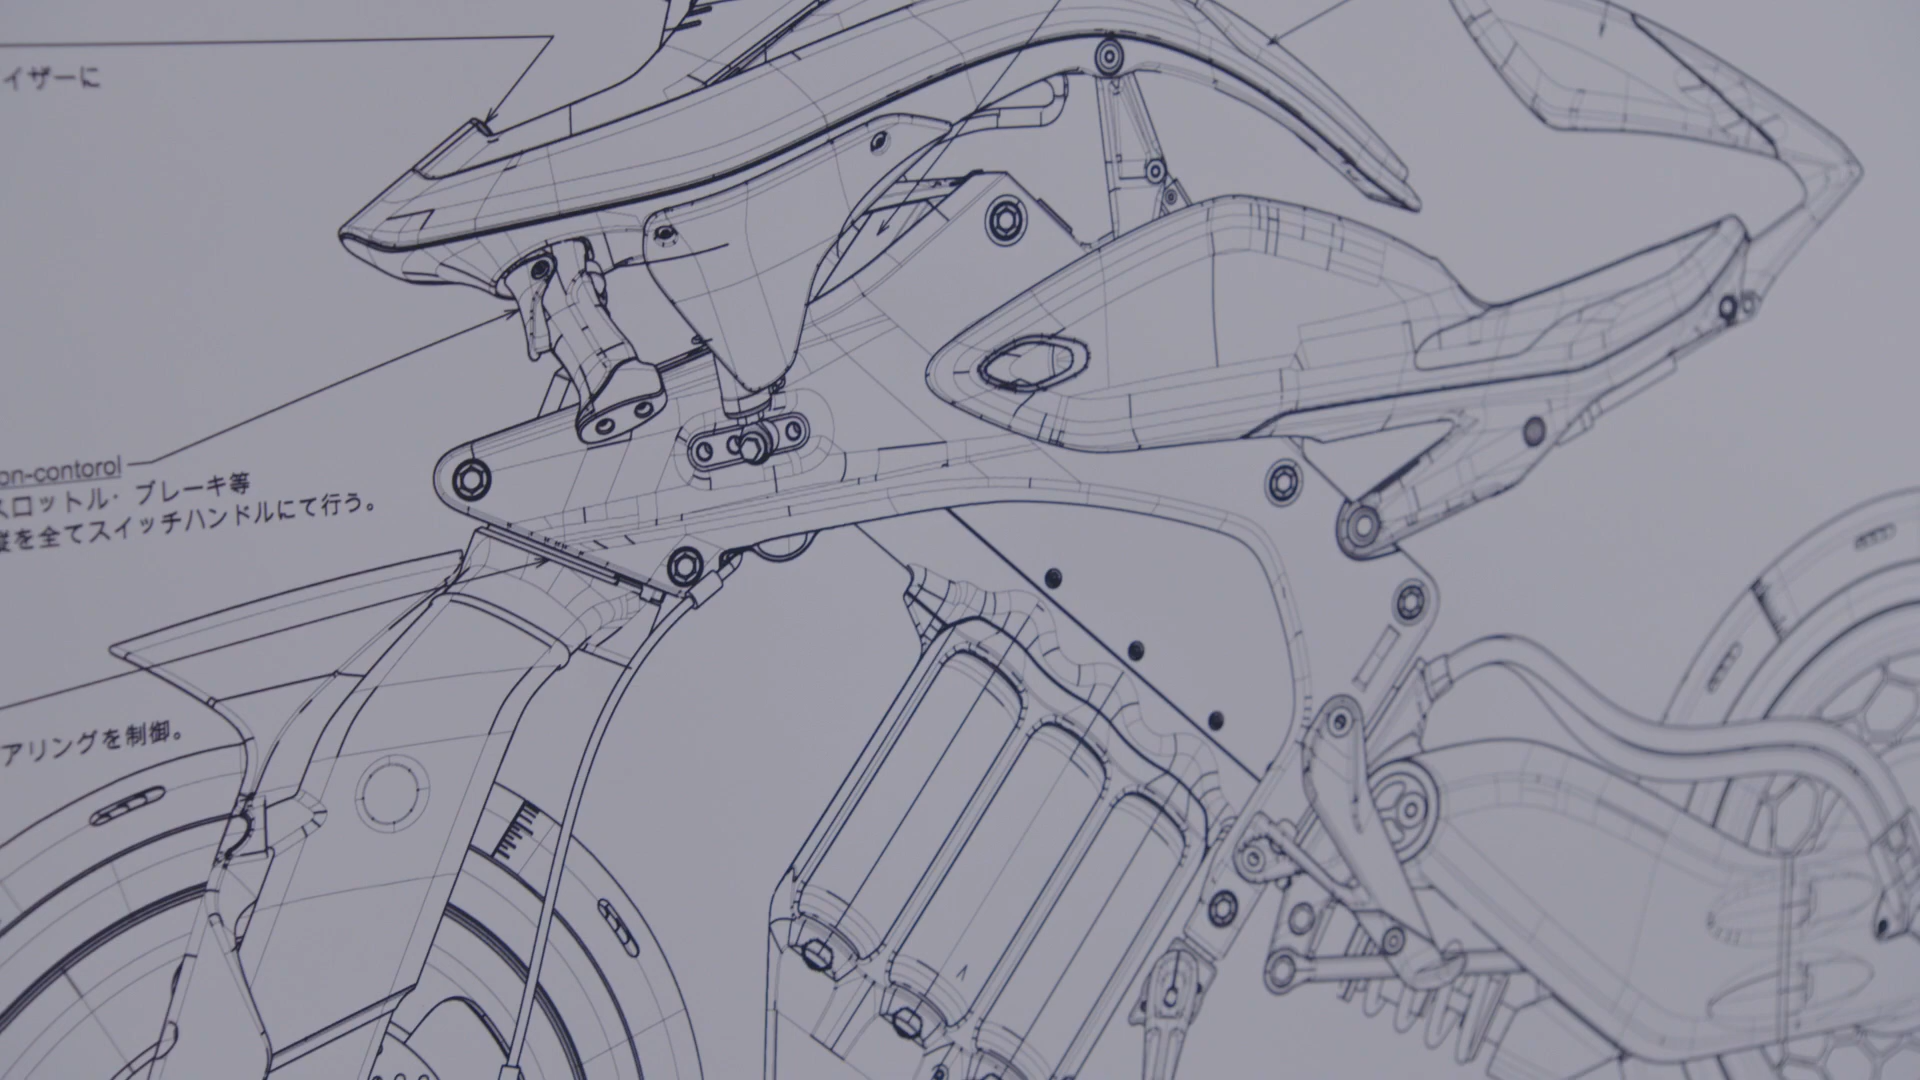 イザーに
on-contorol
スロットル・ブレーキ等
縦を全てスイッチハンドルにて行う。
アリングを制御。